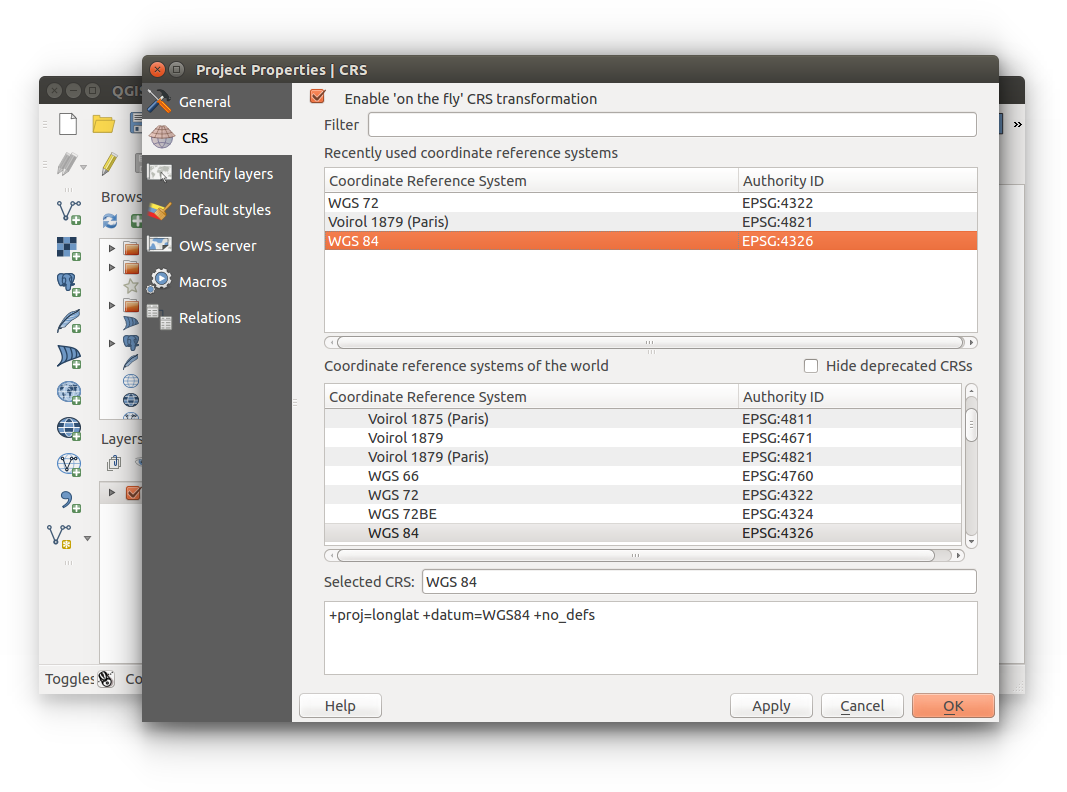 Project Properties | CRS
QGIS
General
CRS
Identify layers
Default styles
OWS server
Macros
Relations
Enable 'on the fly' CRS transformation
Filter
Recently used coordinate reference systems
Coordinate Reference System Authority ID
WGS 72 EPSG:4322
Voirol 1879 (Paris) EPSG:4821
WGS 84 EPSG:4326
Coordinate reference systems of the world Hide deprecated CRSs
Coordinate Reference System Authority ID
Voirol 1875 (Paris) EPSG:4811
Voirol 1879 EPSG:4671
Voirol 1879 (Paris) EPSG:4821
WGS 66 EPSG:4760
WGS 72 EPSG:4322
WGS 72BE EPSG:4324
WGS 84 EPSG:4326
Selected CRS: WGS 84
+proj=longlat +datum=WGS84 +no_defs
Help Apply Cancel OK
»
Brows
Layers
Toggles Co